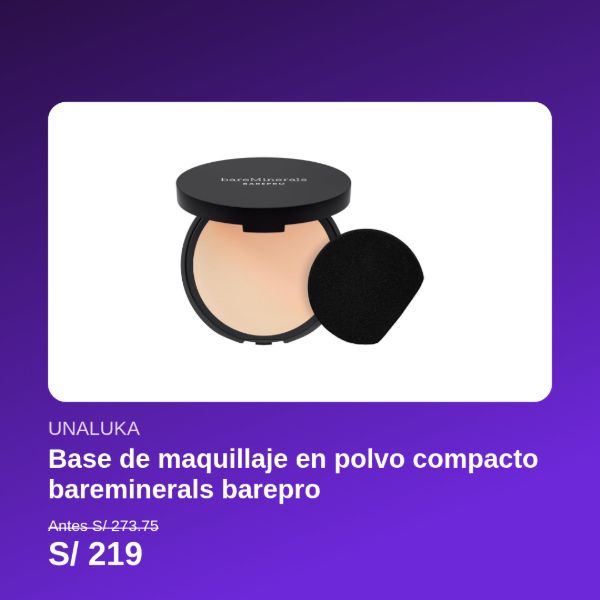 bareMinerals
BAREPRO
UNALUKA
Base de maquillaje en polvo compacto
bareminerals barepro
Antes S/ 273.75
S/ 219